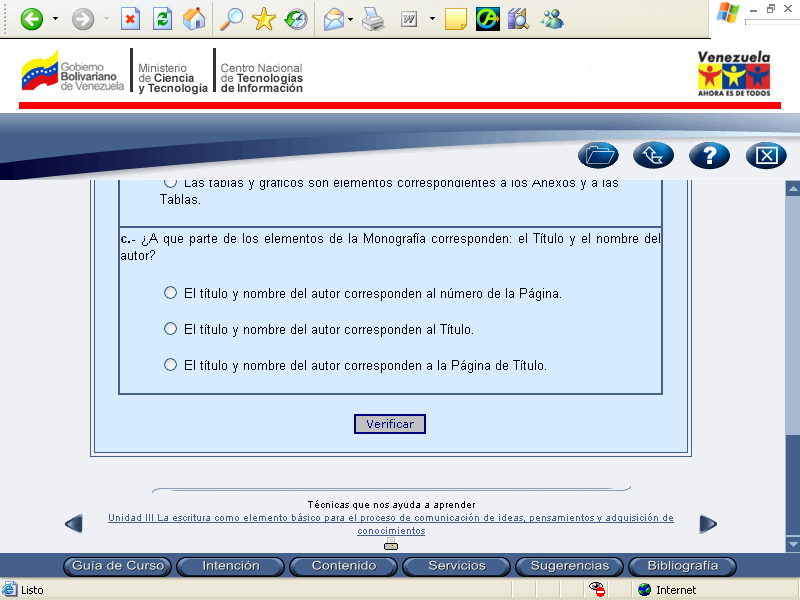 W
Gobierno
Bolivariano
de Venezuela
Ministerio
de Ciencia
y Tecnología
Centro Nacional
de Tecnologías
de Información
Venezuela
AHORA ES DE TODOS
?
Las tablas y gráficos son elementos correspondientes a los Anexos y a las
Tablas.
c.- ¿A que parte de los elementos de la Monografía corresponden: el Título y el nombre del
autor?
El título y nombre del autor corresponden al número de la Página.
El título y nombre del autor corresponden al Título.
El título y nombre del autor corresponden a la Página de Título.
Verificar
Técnicas que nos ayuda a aprender
Unidad III La escritura como elemento básico para el proceso de comunicación de ideas, pensamientos y adquisición de
conocimientos
Guía de Curso
Intención
Contenido
Servicios
Sugerencias
Bibliografía
Listo
Internet